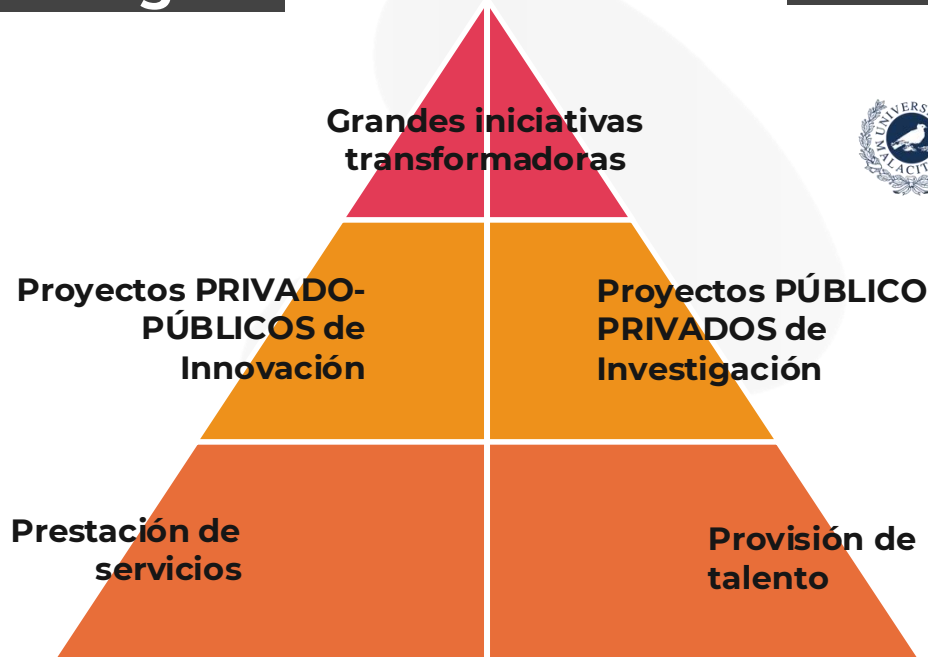 Grandes iniciativas
transformadoras
Proyectos PRIVADO-
PÚBLICOS de
Innovación
Proyectos PÚBLICO
PRIVADOS de
Investigación
Prestación de
servicios
Provisión de
talento